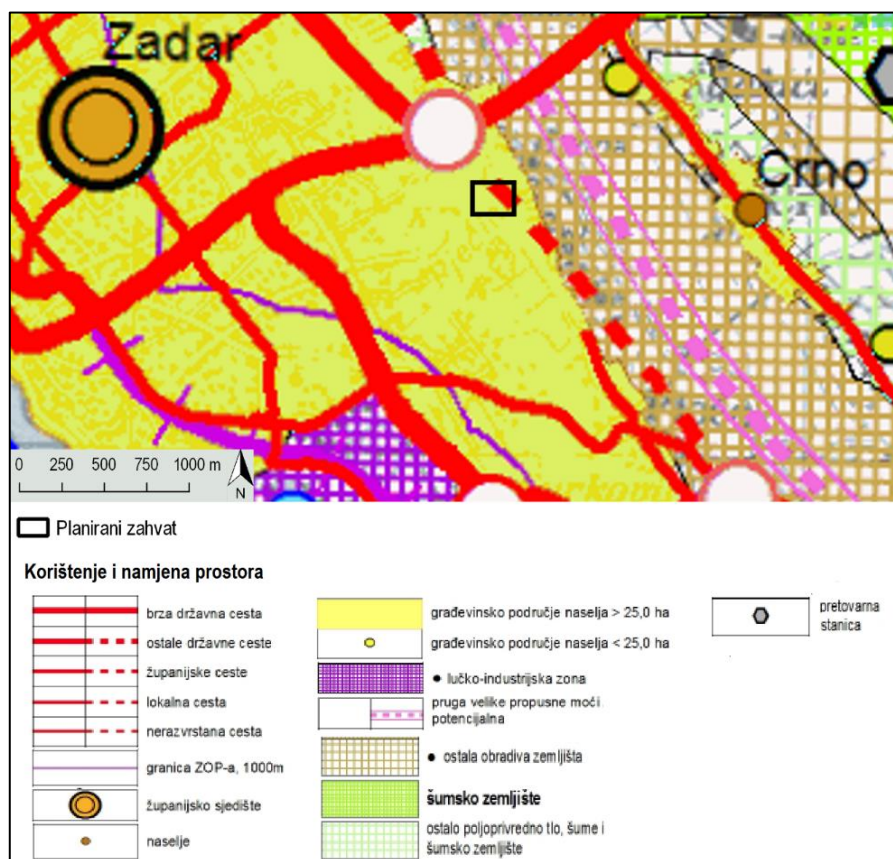 Zadar
Crno
0 250 500 750 1000 m
N
Planirani zahvat
Korištenje i namjena prostora
brza državna cesta
ostale državne ceste
županijske ceste
lokalna cesta
nerazvrstana cesta
granica ZOP-a, 1000m
županijsko sjedište
naselje
građevinsko područje naselja > 25,0 ha
građevinsko područje naselja < 25,0 ha
• lučko-industrijska zona
pruga velike propusne moći
potencijalna
• ostala obradiva zemljišta
šumsko zemljište
ostalo poljoprivredno tlo, šume i
šumsko zemljište
pretovarna
stanica